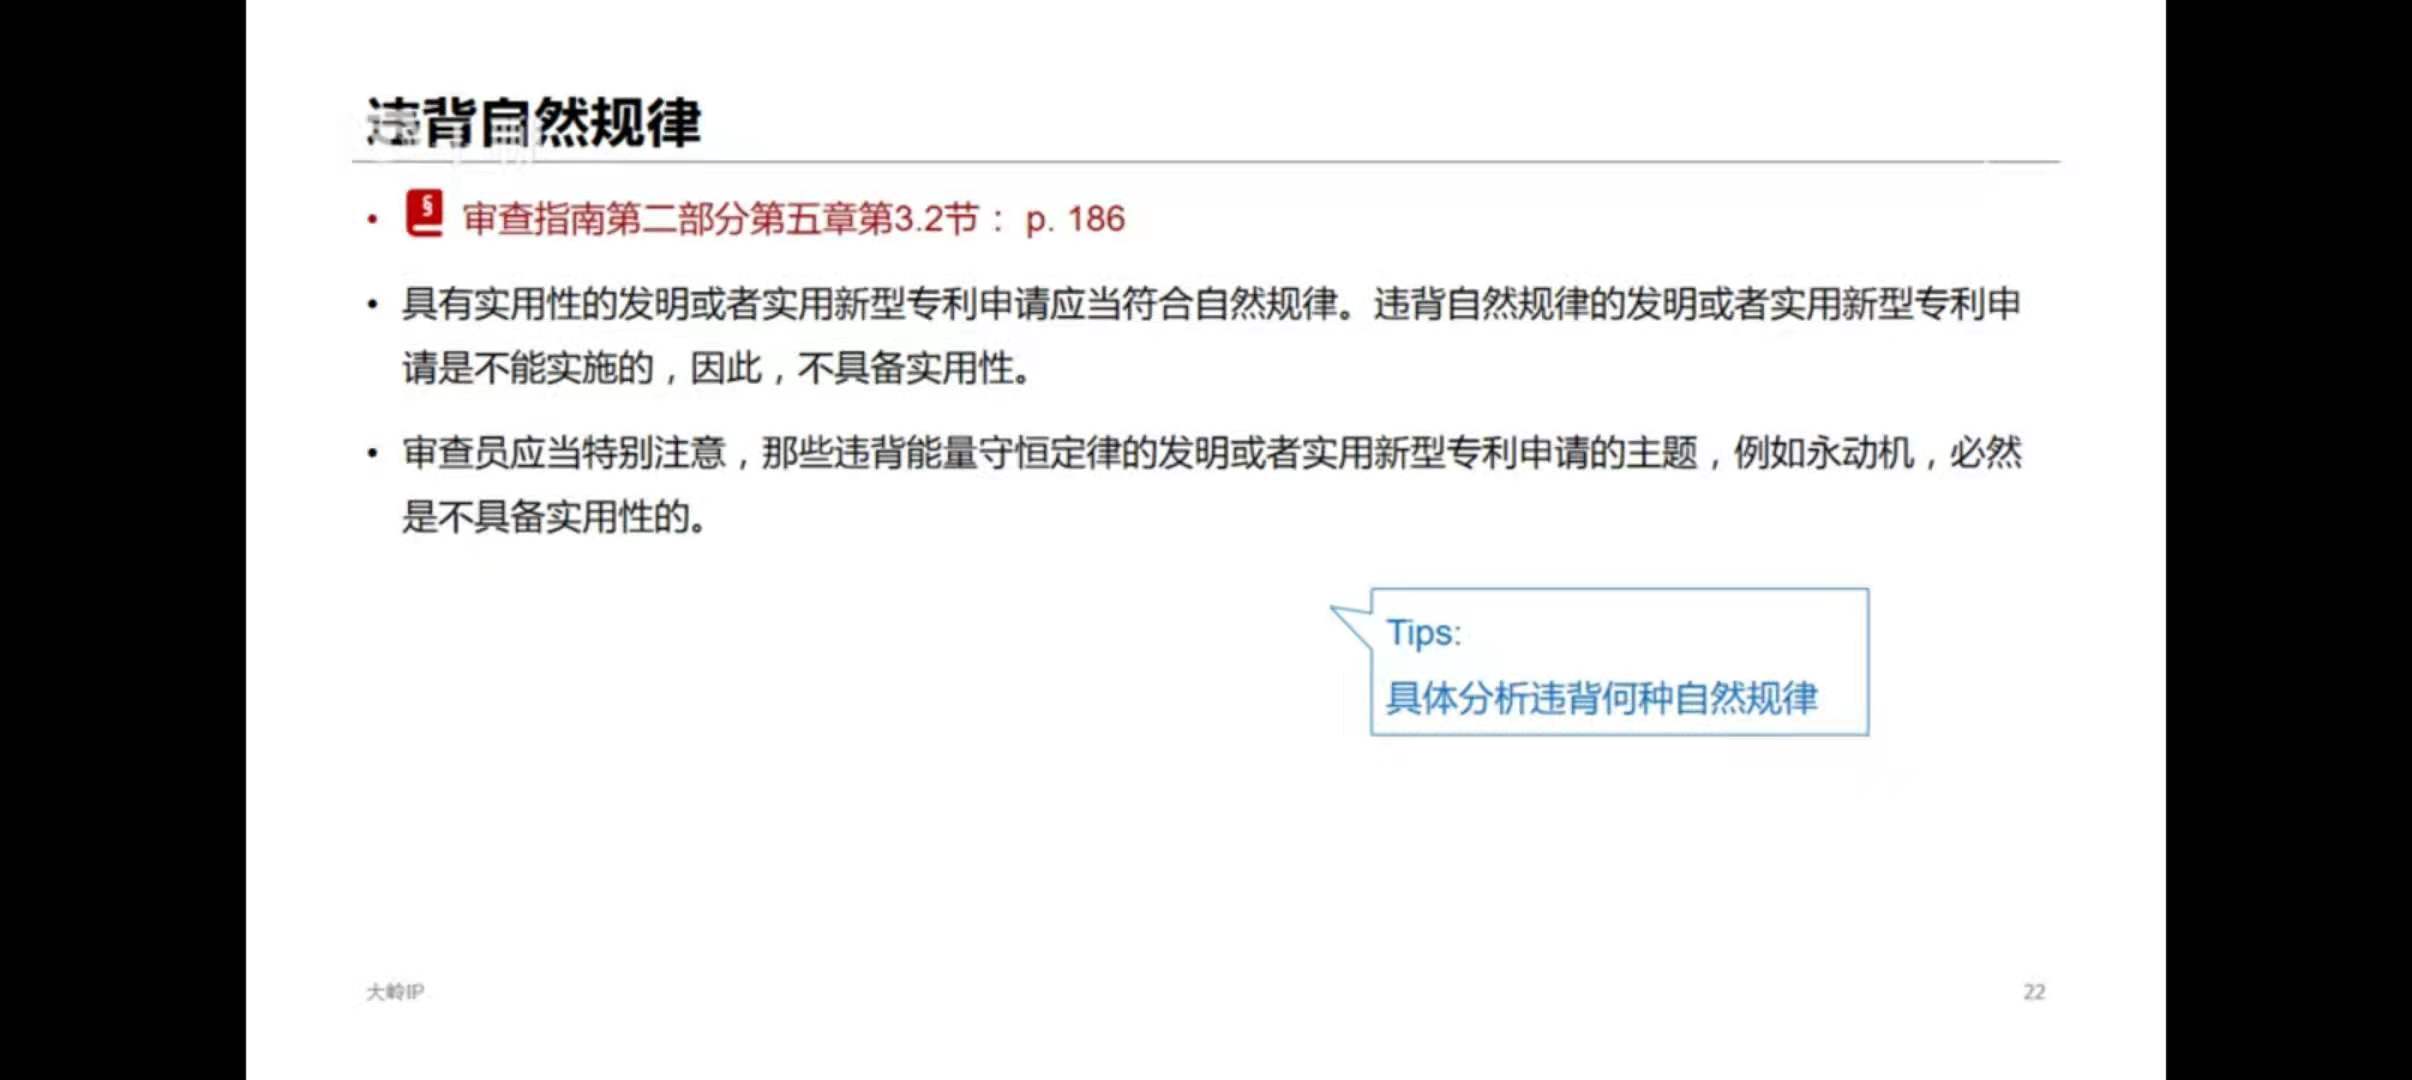 违背自然规律
• § 审查指南第二部分第五章第3.2节： p. 186
• 具有实用性的发明或者实用新型专利申请应当符合自然规律。违背自然规律的发明或者实用新型专利申
请是不能实施的，因此，不具备实用性。
• 审查员应当特别注意，那些违背能量守恒定律的发明或者实用新型专利申请的主题，例如永动机，必然
是不具备实用性的。
Tips:
具体分析违背何种自然规律
大岭IP
22